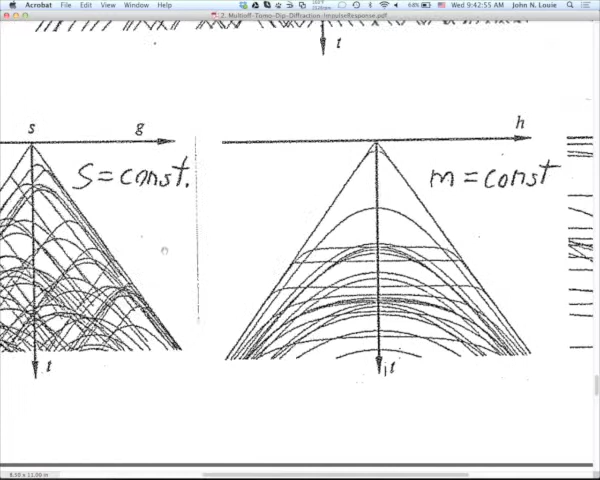 Acrobat File Edit View Window Help
68% Wed 9:42:55 AM John N. Louie
2. Multioff-Tomo-Dip-Diffraction-ImpulseResponse.pdf
t
s g
h
S=const.
m=const
t
t
8.50 x 11.00 in